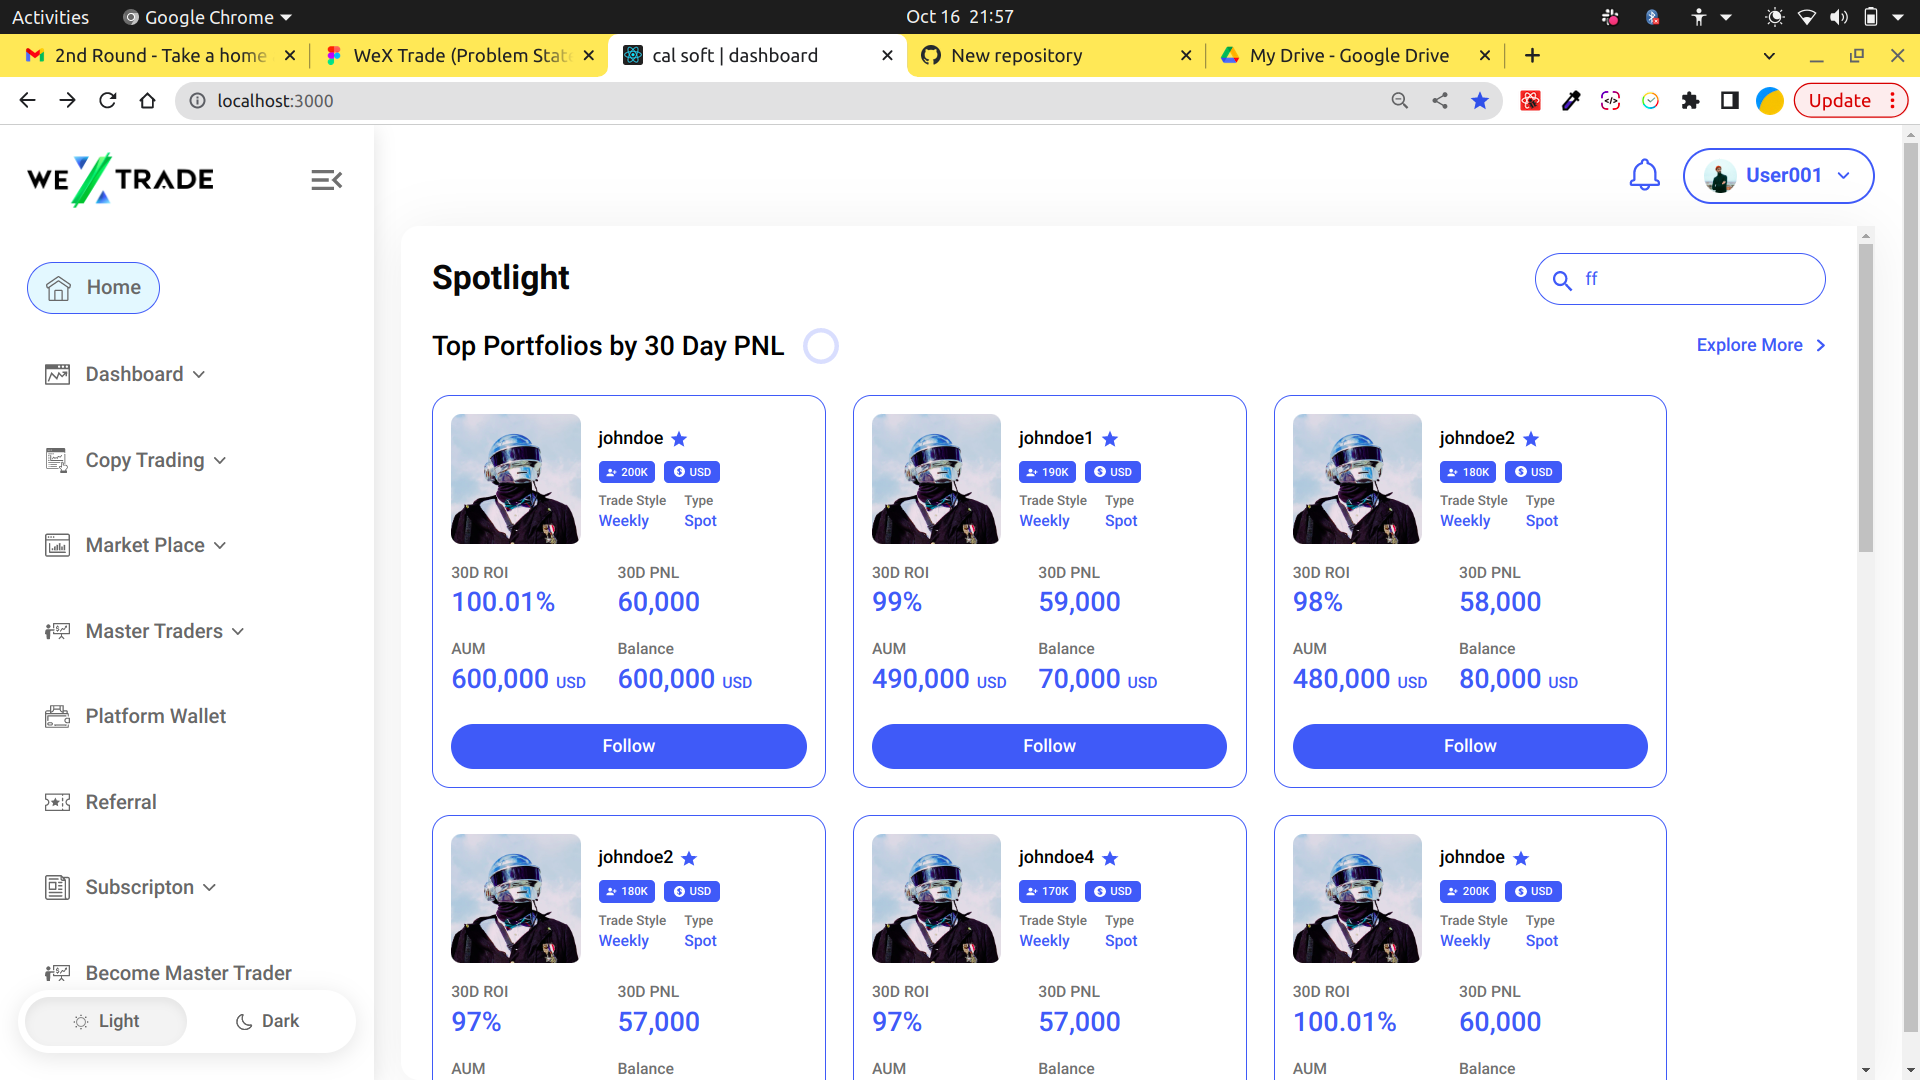 Activities Google Chrome Oct 16 21:57
2nd Round - Take a home WeX Trade (Problem State cal soft | dashboard New repository My Drive - Google Drive
localhost:3000 Update
WE TRADE
User001
Home
Dashboard
Copy Trading
Market Place
Master Traders
Platform Wallet
Referral
Subscripton
Become Master Trader
Light Dark
Spotlight
ff
Top Portfolios by 30 Day PNL
Explore More
johndoe
200K USD
Trade Style Type
Weekly Spot
30D ROI 30D PNL
100.01% 60,000
AUM Balance
600,000 USD 600,000 USD
Follow
johndoe1
190K USD
Trade Style Type
Weekly Spot
30D ROI 30D PNL
99% 59,000
AUM Balance
490,000 USD 70,000 USD
Follow
johndoe2
180K USD
Trade Style Type
Weekly Spot
30D ROI 30D PNL
98% 58,000
AUM Balance
480,000 USD 80,000 USD
Follow
johndoe2
180K USD
Trade Style Type
Weekly Spot
30D ROI 30D PNL
97% 57,000
AUM Balance
johndoe4
170K USD
Trade Style Type
Weekly Spot
30D ROI 30D PNL
97% 57,000
AUM Balance
johndoe
200K USD
Trade Style Type
Weekly Spot
30D ROI 30D PNL
100.01% 60,000
AUM Balance